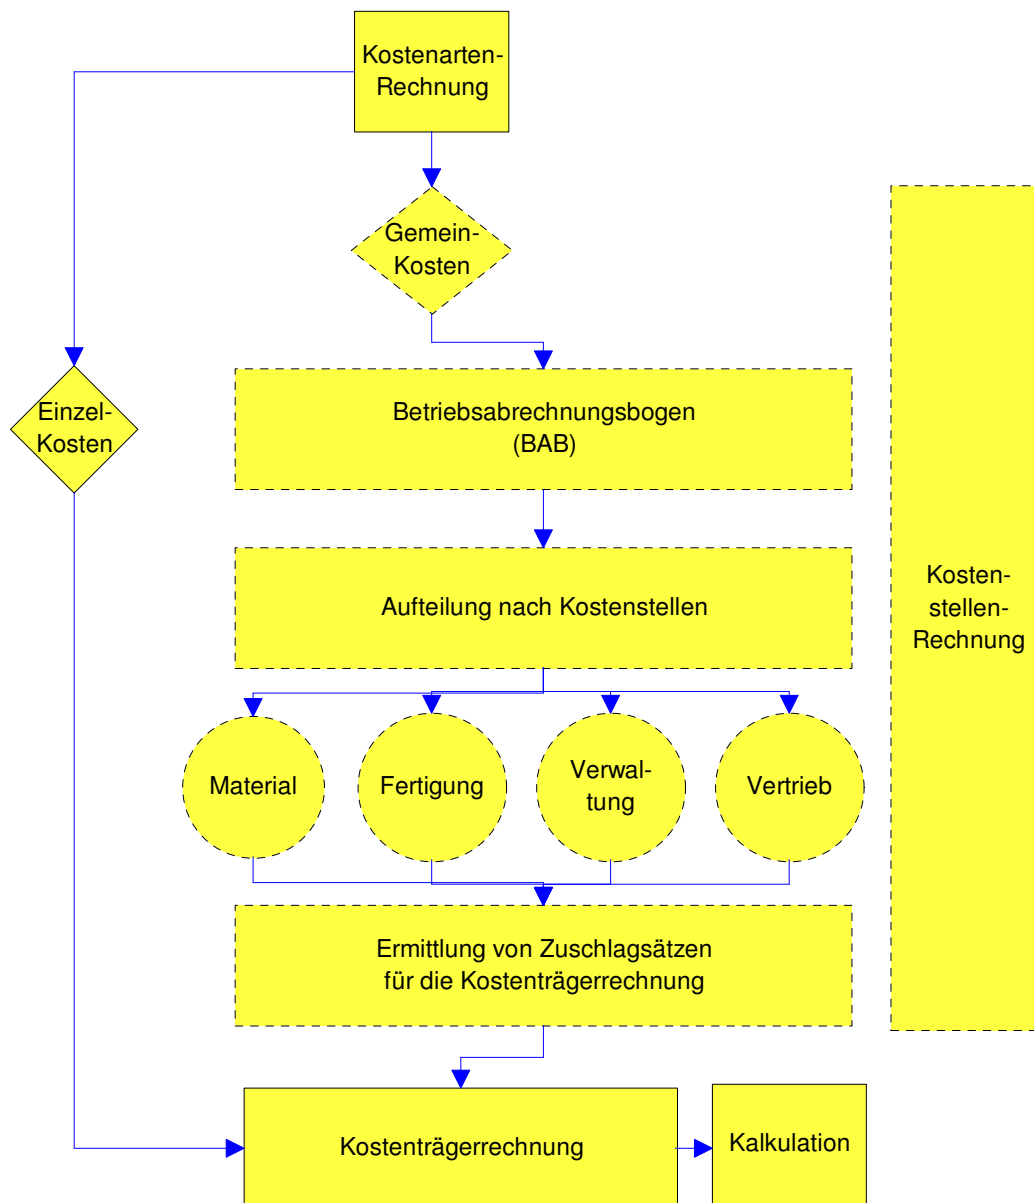 Kostenarten-
Rechnung
Gemein-
Kosten
Einzel-
Kosten
Betriebsabrechnungsbogen
(BAB)
Aufteilung nach Kostenstellen
Kosten-
stellen-
Rechnung
Material
Fertigung
Verwal-
tung
Vertrieb
Ermittlung von Zuschlagsätzen
für die Kostenträgerrechnung
Kostenträgerrechnung
Kalkulation